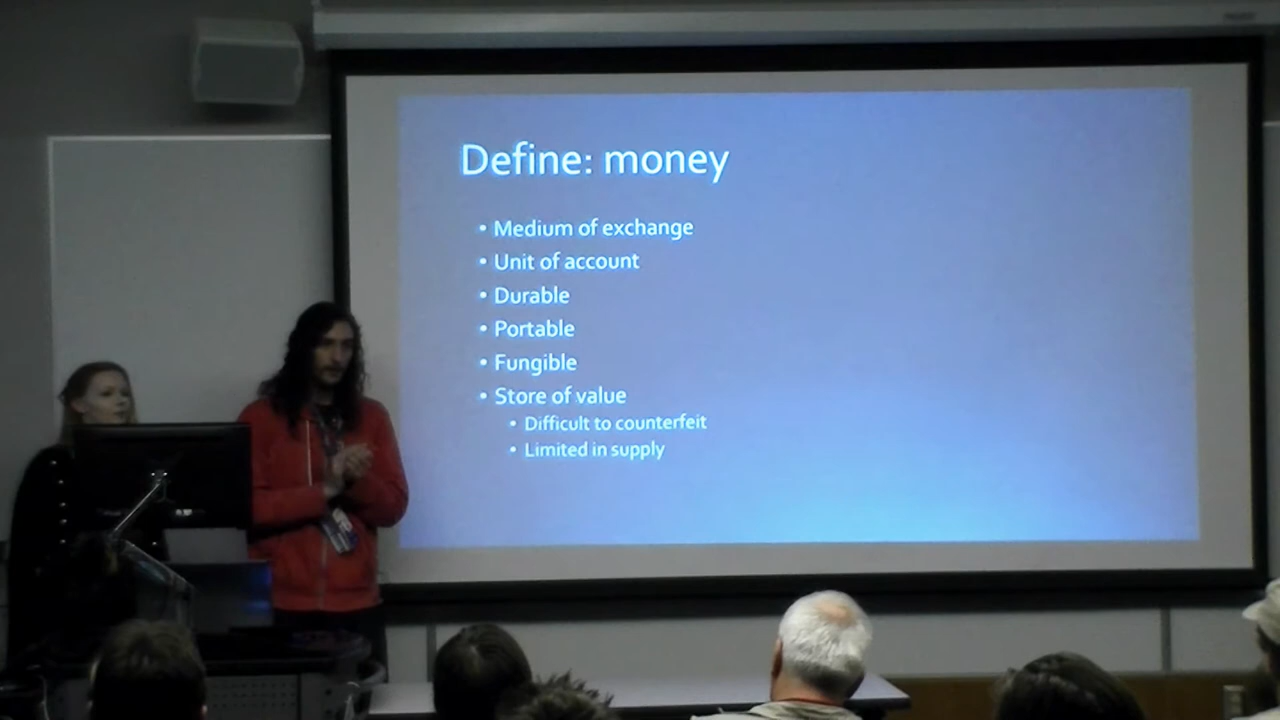 Define: money
• Medium of exchange
• Unit of account
• Durable
• Portable
• Fungible
• Store of value
• Difficult to counterfeit
• Limited in supply